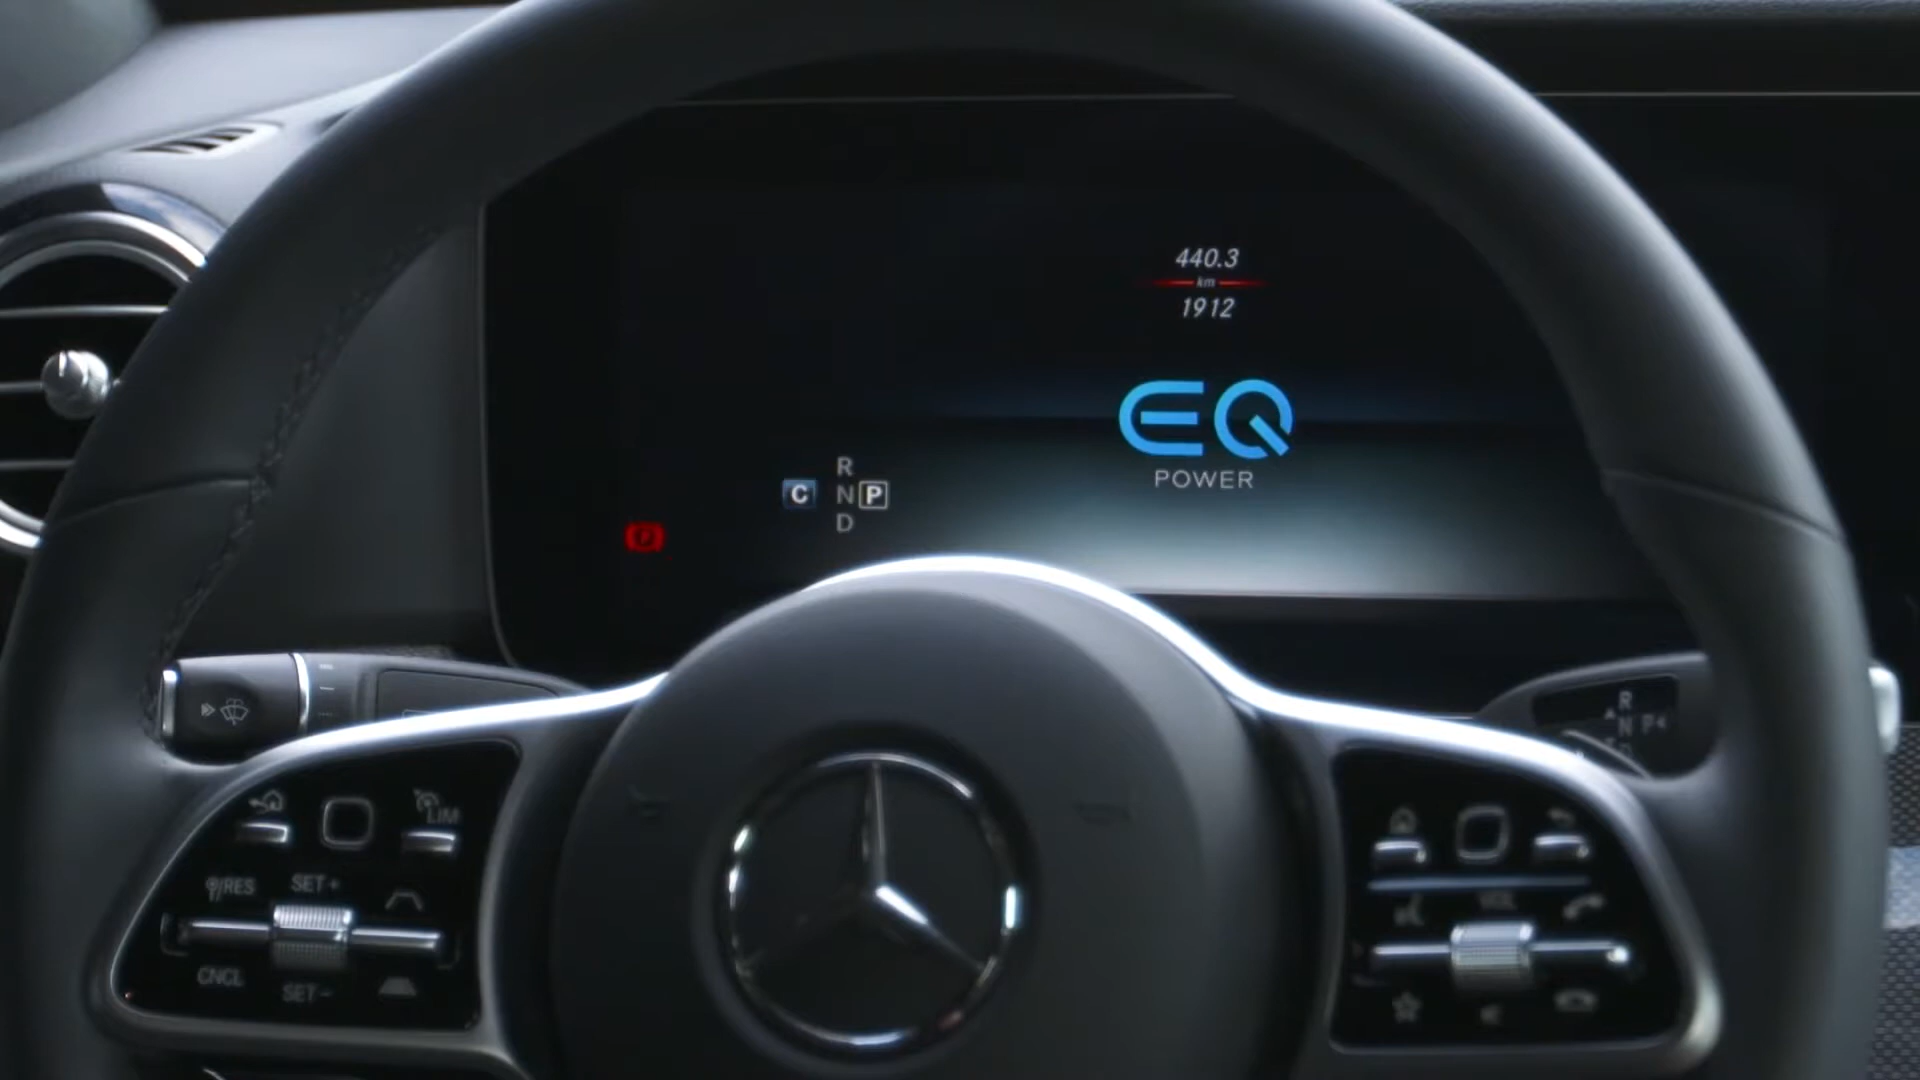 440.3
km
1912
EQ
POWER
R
C N P
D
R
N P
D
LIM
/RES SET+
CNCL SET-
VOL